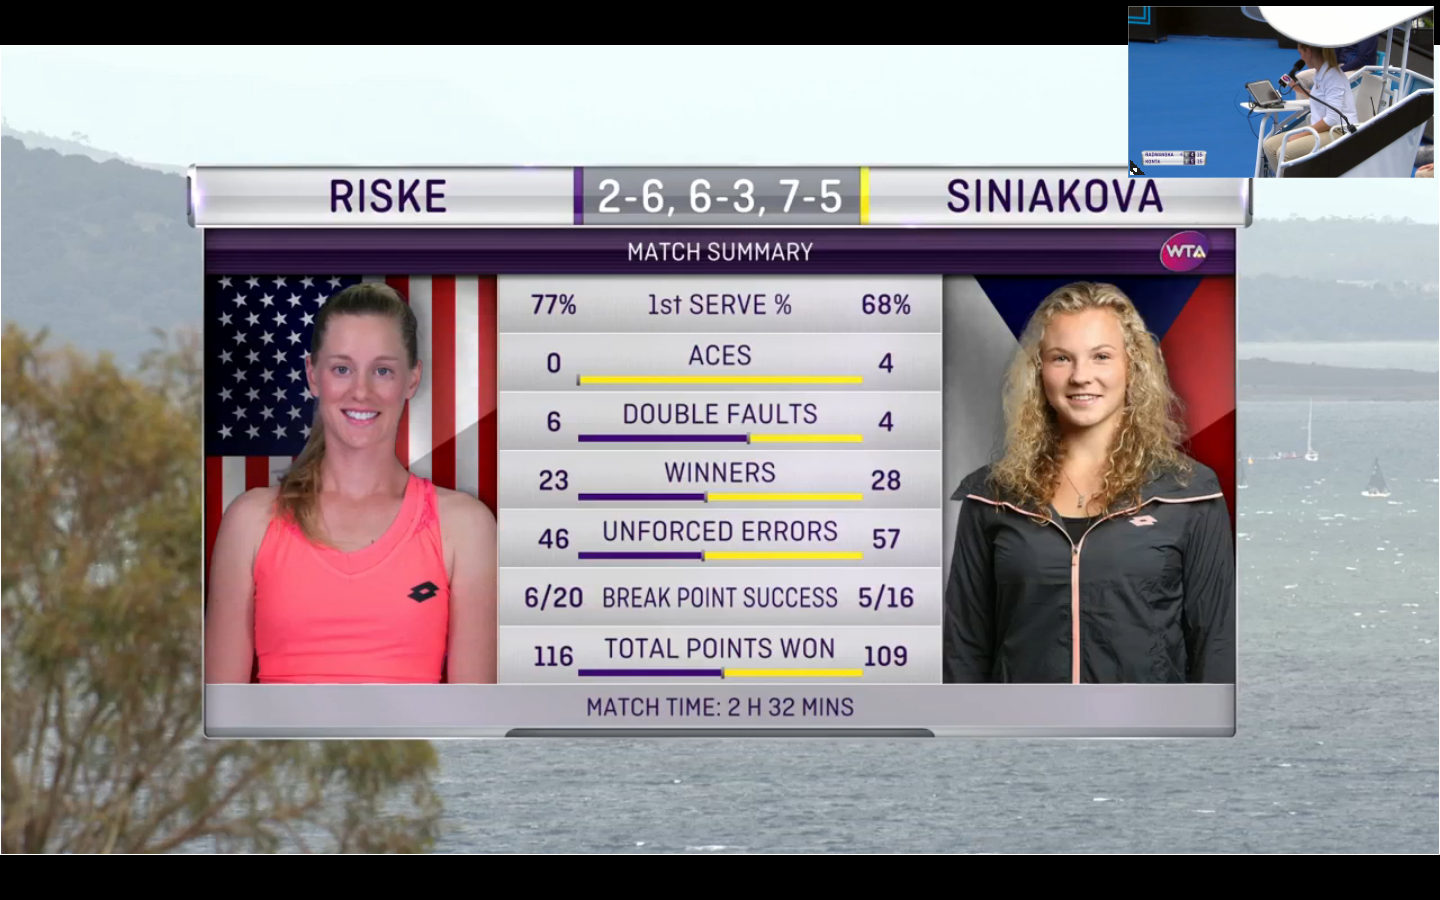 RISKE 2-6, 6-3, 7-5 SINIAKOVA
MATCH SUMMARY
WTA
77% 1st SERVE % 68%
0 ACES 4
6 DOUBLE FAULTS 4
23 WINNERS 28
46 UNFORCED ERRORS 57
6/20 BREAK POINT SUCCESS 5/16
116 TOTAL POINTS WON 109
MATCH TIME: 2 H 32 MINS
RADWANSKA
KONTA